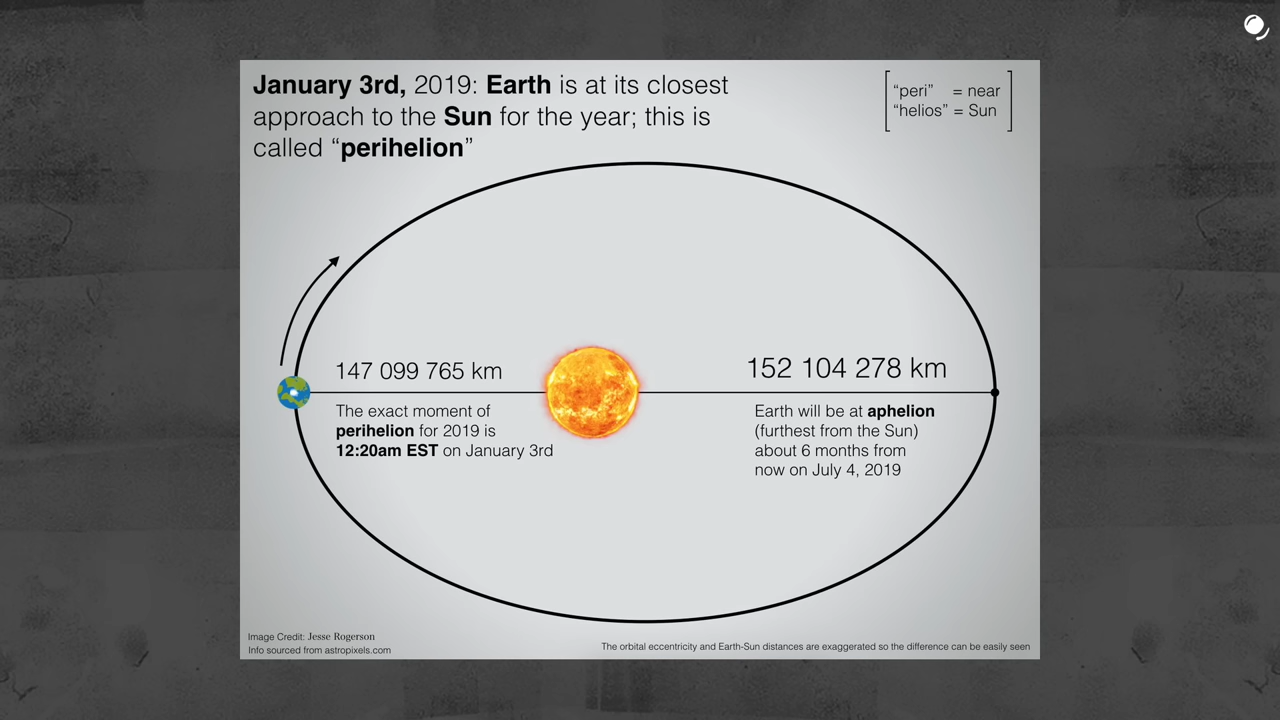 January 3rd, 2019: Earth is at its closest
approach to the Sun for the year; this is
called “perihelion”
“peri” = near
“helios” = Sun
147 099 765 km
The exact moment of
perihelion for 2019 is
12:20am EST on January 3rd
152 104 278 km
Earth will be at aphelion
(furthest from the Sun)
about 6 months from
now on July 4, 2019
Image Credit: Jesse Rogerson
Info sourced from astropixels.com
The orbital eccentricity and Earth-Sun distances are exaggerated so the difference can be easily seen